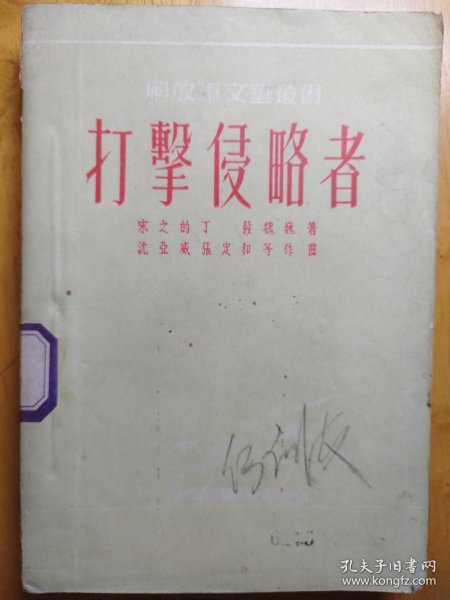 解放軍文藝叢書
打擊侵略者
宋之的丁 毅魏巍著
沈亞威張定和等作曲
孔夫子旧书网
www.kongfz.com